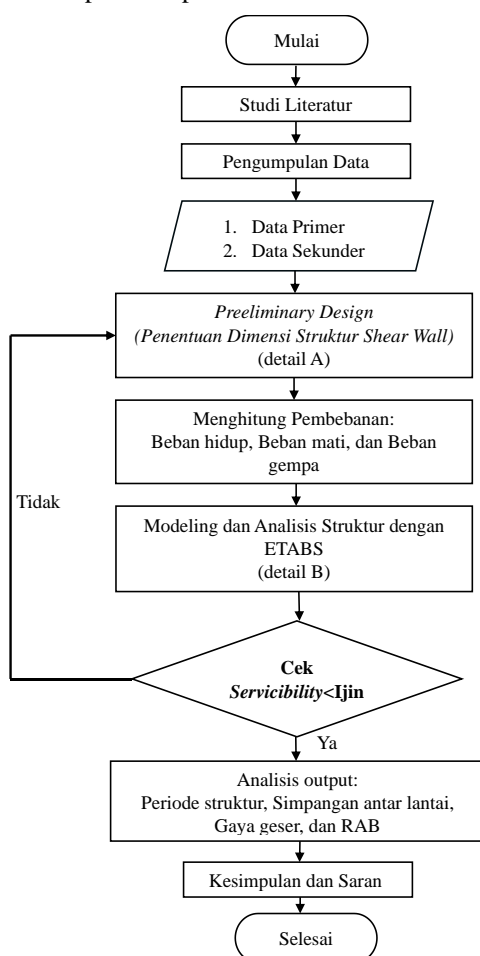 Mulai
Studi Literatur
Pengumpulan Data
1. Data Primer
2. Data Sekunder
Preeliminary Design
(Penentuan Dimensi Struktur Shear Wall)
(detail A)
Menghitung Pembebanan:
Beban hidup, Beban mati, dan Beban
gempa
Tidak
Modeling dan Analisis Struktur dengan
ETABS
(detail B)
Cek
Servicibility<Ijin
Ya
Analisis output:
Periode struktur, Simpangan antar lantai,
Gaya geser, dan RAB
Kesimpulan dan Saran
Selesai